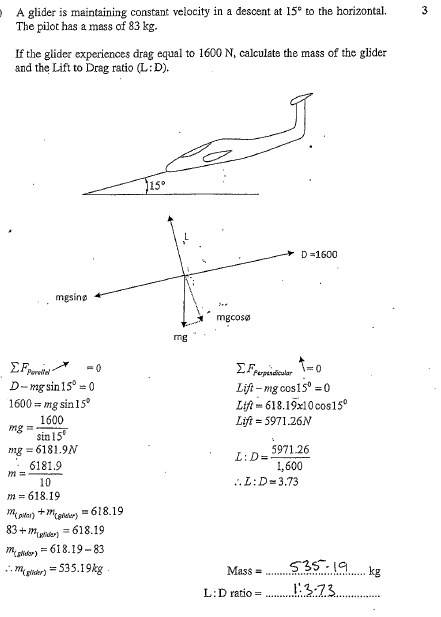 ) A glider is maintaining constant velocity in a descent at 15° to the horizontal. 3
The pilot has a mass of 83 kg.
If the glider experiences drag equal to 1600 N, calculate the mass of the glider
and the Lift to Drag ratio (L:D).
15°
L
D =1600
mgsinø
mgcosø
mg
∑F_Parallel ↗ = 0
D − mg sin15° = 0
1600 = mg sin15°
mg = 1600 / sin15°
mg = 6181.9N
m = 6181.9 / 10
m = 618.19
m_(pilot) + m_(glider) = 618.19
83 + m_(glider) = 618.19
m_(glider) = 618.19 − 83
∴ m_(glider) = 535.19kg
∑F_Perpendicular ↖ = 0
Lift − mg cos15° = 0
Lift = 618.19x10cos15°
Lift = 5971.26N
L:D = 5971.26 / 1,600
∴ L:D = 3.73
Mass = 535.19 kg
L:D ratio = 1:3.73